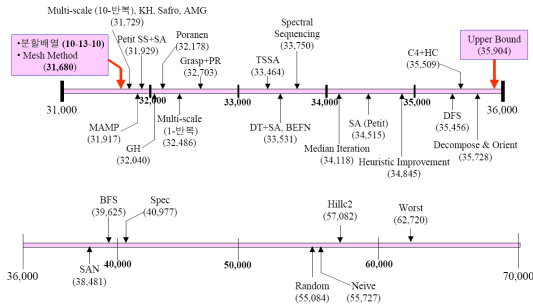 Multi-scale (10-반복), KH, Safro, AMG
(31,729)
•분할배열 (10-13-10)
• Mesh Method
(31,680)
Petit SS+SA
(31,929)
Poranen
(32,178)
Grasp+PR
(32,703)
TSSA
(33,464)
Spectral
Sequencing
(33,750)
C4+HC
(35,509)
Upper Bound
(35,904)
31,000
32,000
33,000
34,000
35,000
36,000
MAMP
(31,917)
GH
(32,040)
Multi-scale
(1-반복)
(32,486)
DT+SA, BEFN
(33,531)
Median Iteration
(34,118)
SA (Petit)
(34,515)
Heuristic Improvement
(34,845)
DFS
(35,456)
Decompose & Orient
(35,728)
BFS
(39,625)
Spec
(40,977)
Hillc2
(57,082)
Worst
(62,720)
36,000
40,000
50,000
60,000
70,000
SAN
(38,481)
Random
(55,084)
Neive
(55,727)